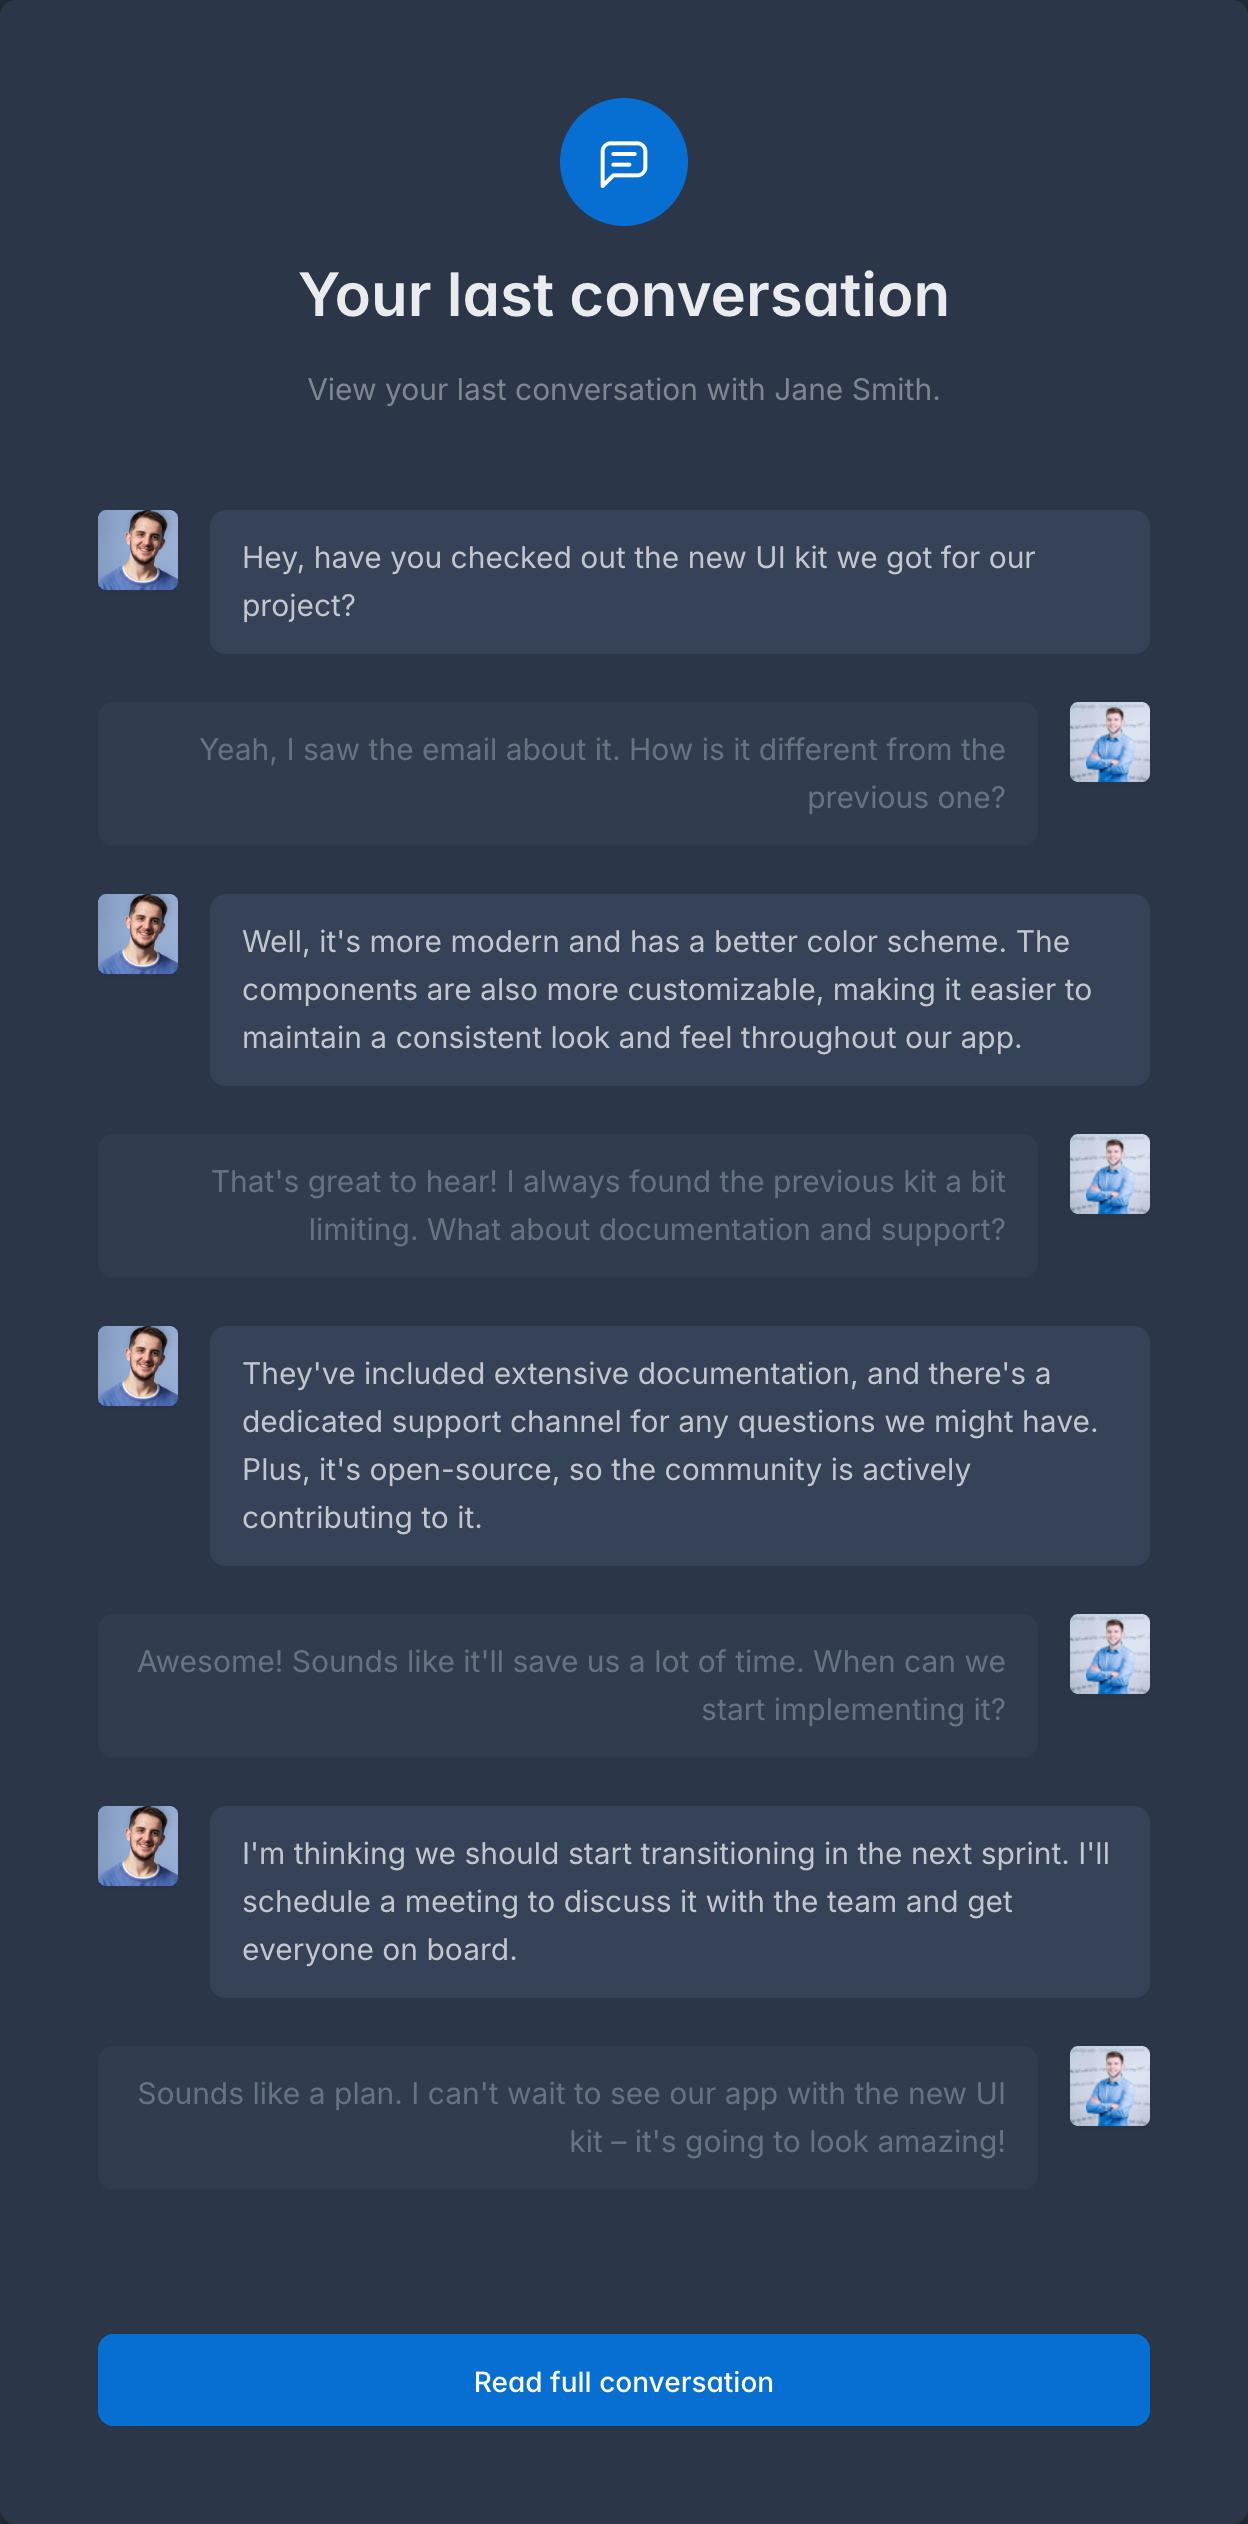 Your last conversation
View your last conversation with Jane Smith.
Hey, have you checked out the new UI kit we got for our
project?
Yeah, I saw the email about it. How is it different from the
previous one?
Well, it's more modern and has a better color scheme. The
components are also more customizable, making it easier to
maintain a consistent look and feel throughout our app.
That's great to hear! I always found the previous kit a bit
limiting. What about documentation and support?
They've included extensive documentation, and there's a
dedicated support channel for any questions we might have.
Plus, it's open-source, so the community is actively
contributing to it.
Awesome! Sounds like it'll save us a lot of time. When can we
start implementing it?
I'm thinking we should start transitioning in the next sprint. I'll
schedule a meeting to discuss it with the team and get
everyone on board.
Sounds like a plan. I can't wait to see our app with the new UI
kit – it's going to look amazing!
Read full conversation